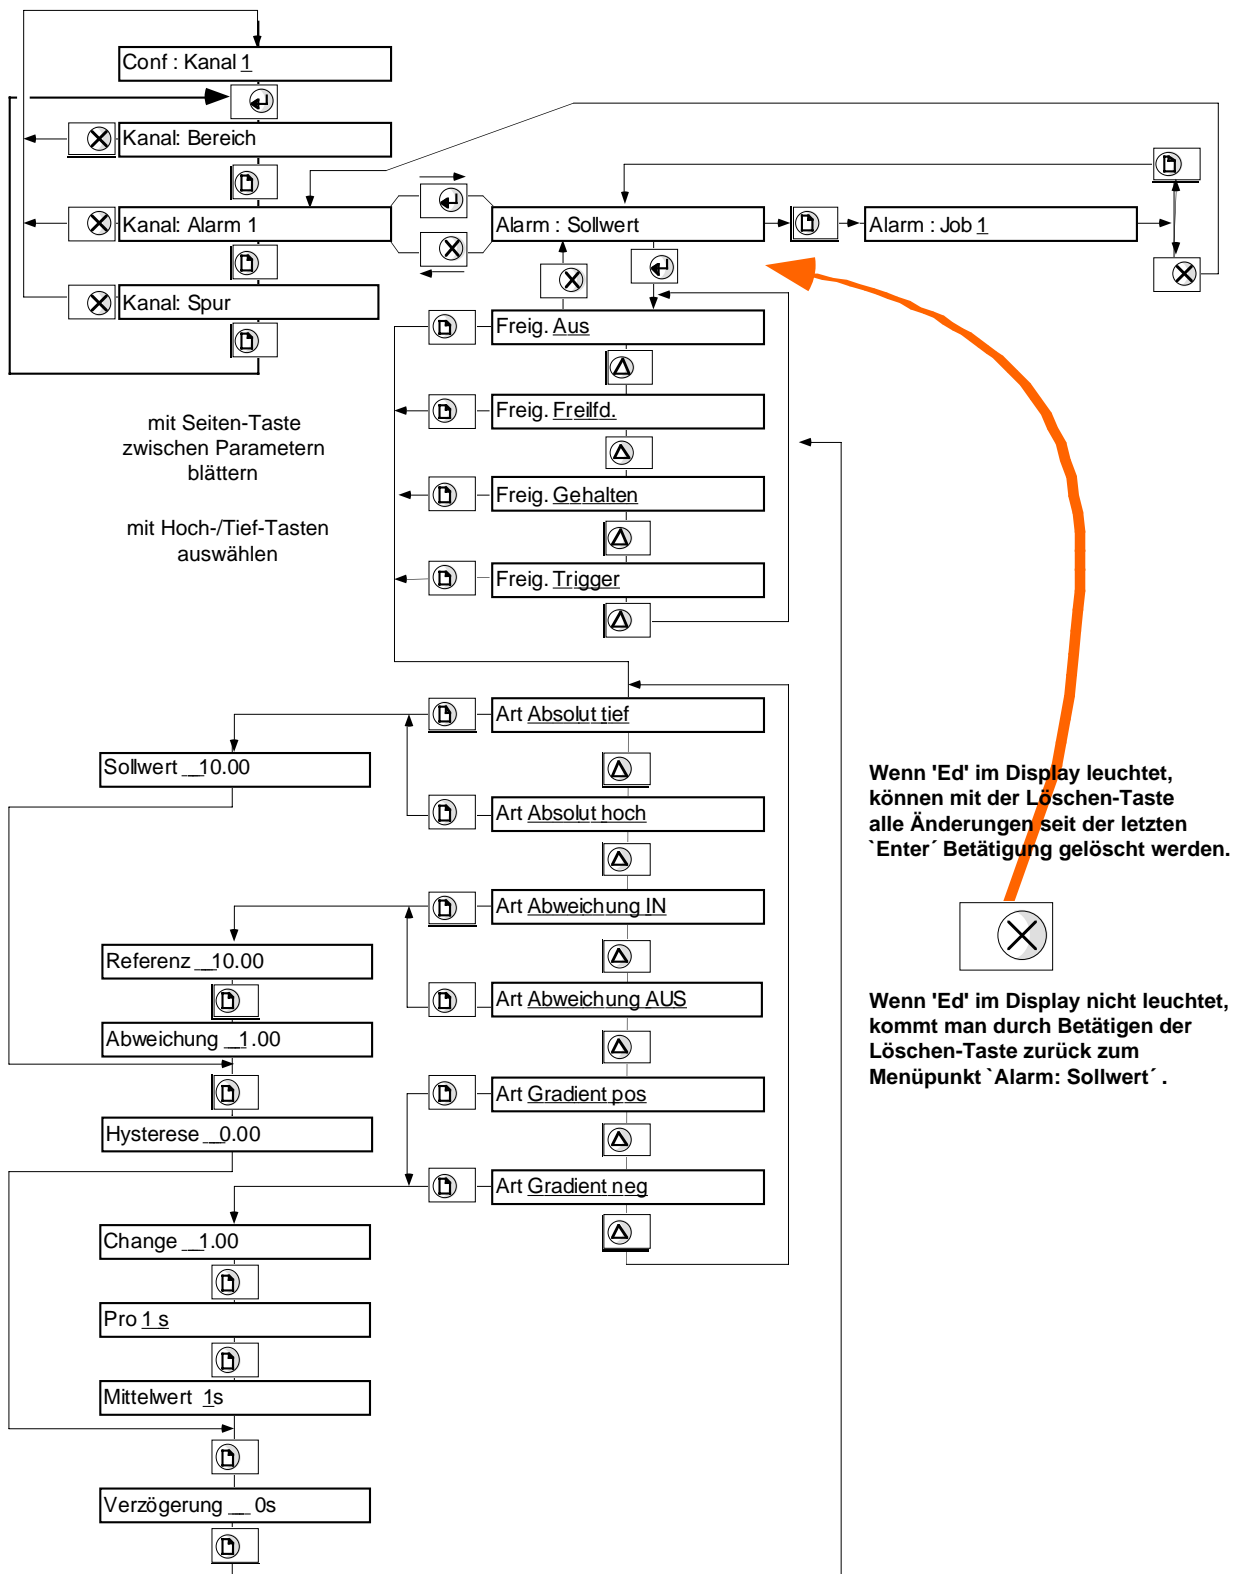 Conf : Kanal 1
Kanal: Bereich
Kanal: Alarm 1
Alarm : Sollwert
Alarm : Job 1
Kanal: Spur
Freig. Aus
Freig. Freilfd.
mit Seiten-Taste
zwischen Parametern
blättern
Freig. Gehalten
mit Hoch-/Tief-Tasten
auswählen
Freig. Trigger
Art Absolut tief
Sollwert __10.00
Art Absolut hoch
Wenn 'Ed' im Display leuchtet,
können mit der Löschen-Taste
alle Änderungen seit der letzten
`Enter´ Betätigung gelöscht werden.
Art Abweichung IN
Referenz __10.00
Art Abweichung AUS
Abweichung __1.00
Wenn 'Ed' im Display nicht leuchtet,
kommt man durch Betätigen der
Löschen-Taste zurück zum
Menüpunkt `Alarm: Sollwert´ .
Art Gradient pos
Hysterese __0.00
Art Gradient neg
Change __1.00
Pro 1 s
Mittelwert 1s
Verzögerung __ 0s